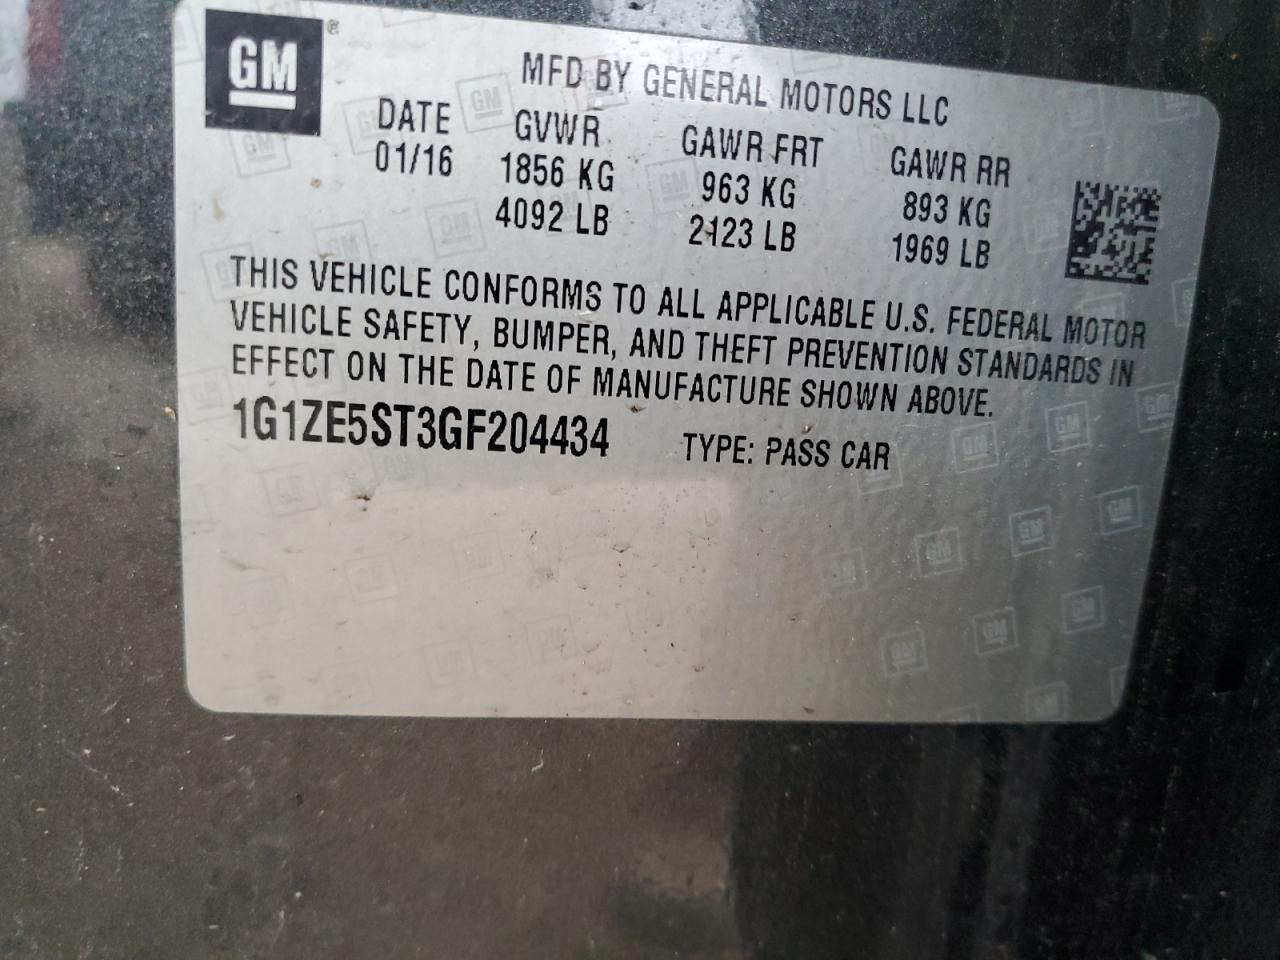 GM®
MFD BY GENERAL MOTORS LLC
DATE GVWR GAWR FRT GAWR RR
01/16 1856 KG 963 KG 893 KG
4092 LB 2123 LB 1969 LB
THIS VEHICLE CONFORMS TO ALL APPLICABLE U.S. FEDERAL MOTOR
VEHICLE SAFETY, BUMPER, AND THEFT PREVENTION STANDARDS IN
EFFECT ON THE DATE OF MANUFACTURE SHOWN ABOVE.
1G1ZE5ST3GF204434 TYPE: PASS CAR